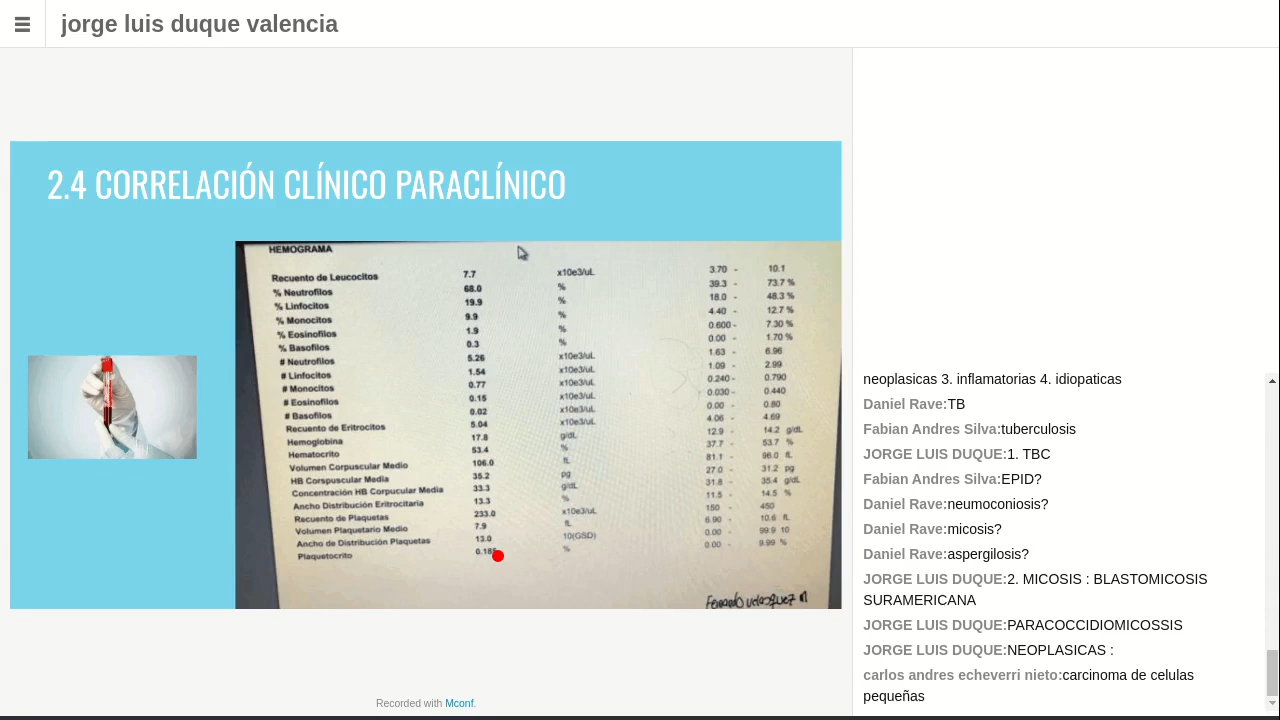 jorge luis duque valencia
2.4 CORRELACIÓN CLÍNICO PARACLÍNICO
HEMOGRAMA
Recuento de Leucocitos 7.7 x10e3/uL 3.70 - 10.1
% Neutrofilos 68.0 % 39.3 - 73.7 %
% Linfocitos 19.9 % 18.0 - 48.3 %
% Monocitos 9.9 % 4.40 - 12.7 %
% Eosinofilos 1.9 % 0.600 - 7.30 %
% Basofilos 0.3 % 0.00 - 1.70 %
# Neutrofilos 5.26 x10e3/uL 1.63 - 6.96
# Linfocitos 1.54 x10e3/uL 1.09 - 2.99
# Monocitos 0.77 x10e3/uL 0.240 - 0.790
# Eosinofilos 0.15 x10e3/uL 0.030 - 0.440
# Basofilos 0.02 x10e3/uL 0.00 - 0.80
Recuento de Eritrocitos 5.04 x10e3/uL 4.06 - 4.69
Hemoglobina 17.8 g/dL 12.9 - 14.2 g/dL
Hematocrito 53.4 % 37.7 - 53.7 %
Volumen Corpuscular Medio 106.0 fL 81.1 - 96.0 fL
HB Corspuscular Media 35.2 pg 27.0 - 31.2 pg
Concentración HB Corpucular Media 33.3 g/dL 31.8 - 35.4 g/dL
Ancho Distribución Eritrocitaria 13.3 % 11.5 - 14.5 %
Recuento de Plaquetas 233.0 x10e3/uL 150 - 450
Volumen Plaquetario Medio 7.9 fL 6.90 - 10.6 fL
Ancho de Distribución Plaquetas 13.0 10(GSD) 0.00 - 99.9 10
Plaquetocrito % 0.00 - 9.99 %
Fernando Velasquez M
Recorded with Mconf.
neoplasicas 3. inflamatorias 4. idiopaticas
Daniel Rave:TB
Fabian Andres Silva:tuberculosis
JORGE LUIS DUQUE:1. TBC
Fabian Andres Silva:EPID?
Daniel Rave:neumoconiosis?
Daniel Rave:micosis?
Daniel Rave:aspergilosis?
JORGE LUIS DUQUE:2. MICOSIS : BLASTOMICOSIS
SURAMERICANA
JORGE LUIS DUQUE:PARACOCCIDIOMICOSSIS
JORGE LUIS DUQUE:NEOPLASICAS :
carlos andres echeverri nieto:carcinoma de celulas
pequeñas